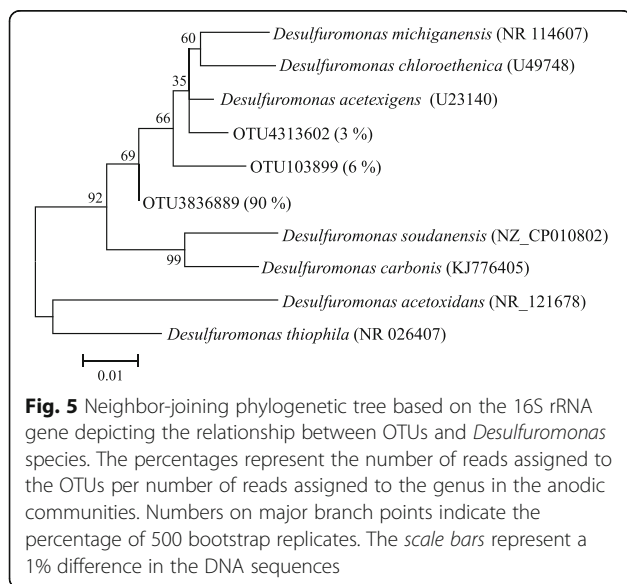 60
Desulfuromonas michiganensis (NR 114607)
Desulfuromonas chloroethenica (U49748)
35
Desulfuromonas acetexigens (U23140)
66
OTU4313602 (3 %)
69
OTU103899 (6 %)
92
OTU3836889 (90 %)
Desulfuromonas soudanensis (NZ_CP010802)
99
Desulfuromonas carbonis (KJ776405)
Desulfuromonas acetoxidans (NR_121678)
Desulfuromonas thiophila (NR 026407)
0.01
Fig. 5 Neighbor-joining phylogenetic tree based on the 16S rRNA
gene depicting the relationship between OTUs and Desulfuromonas
species. The percentages represent the number of reads assigned to
the OTUs per number of reads assigned to the genus in the anodic
communities. Numbers on major branch points indicate the
percentage of 500 bootstrap replicates. The scale bars represent a
1% difference in the DNA sequences